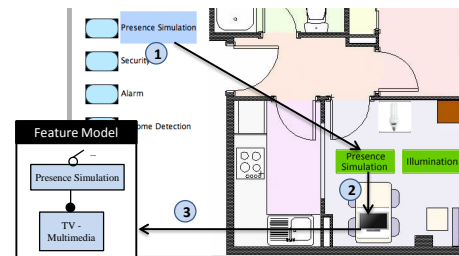 Presence Simulation
1
Security
Alarm
ome Detection
Feature Model
Presence Simulation
TV -
Multimedia
Presence
Simulation
Illumination
2
3